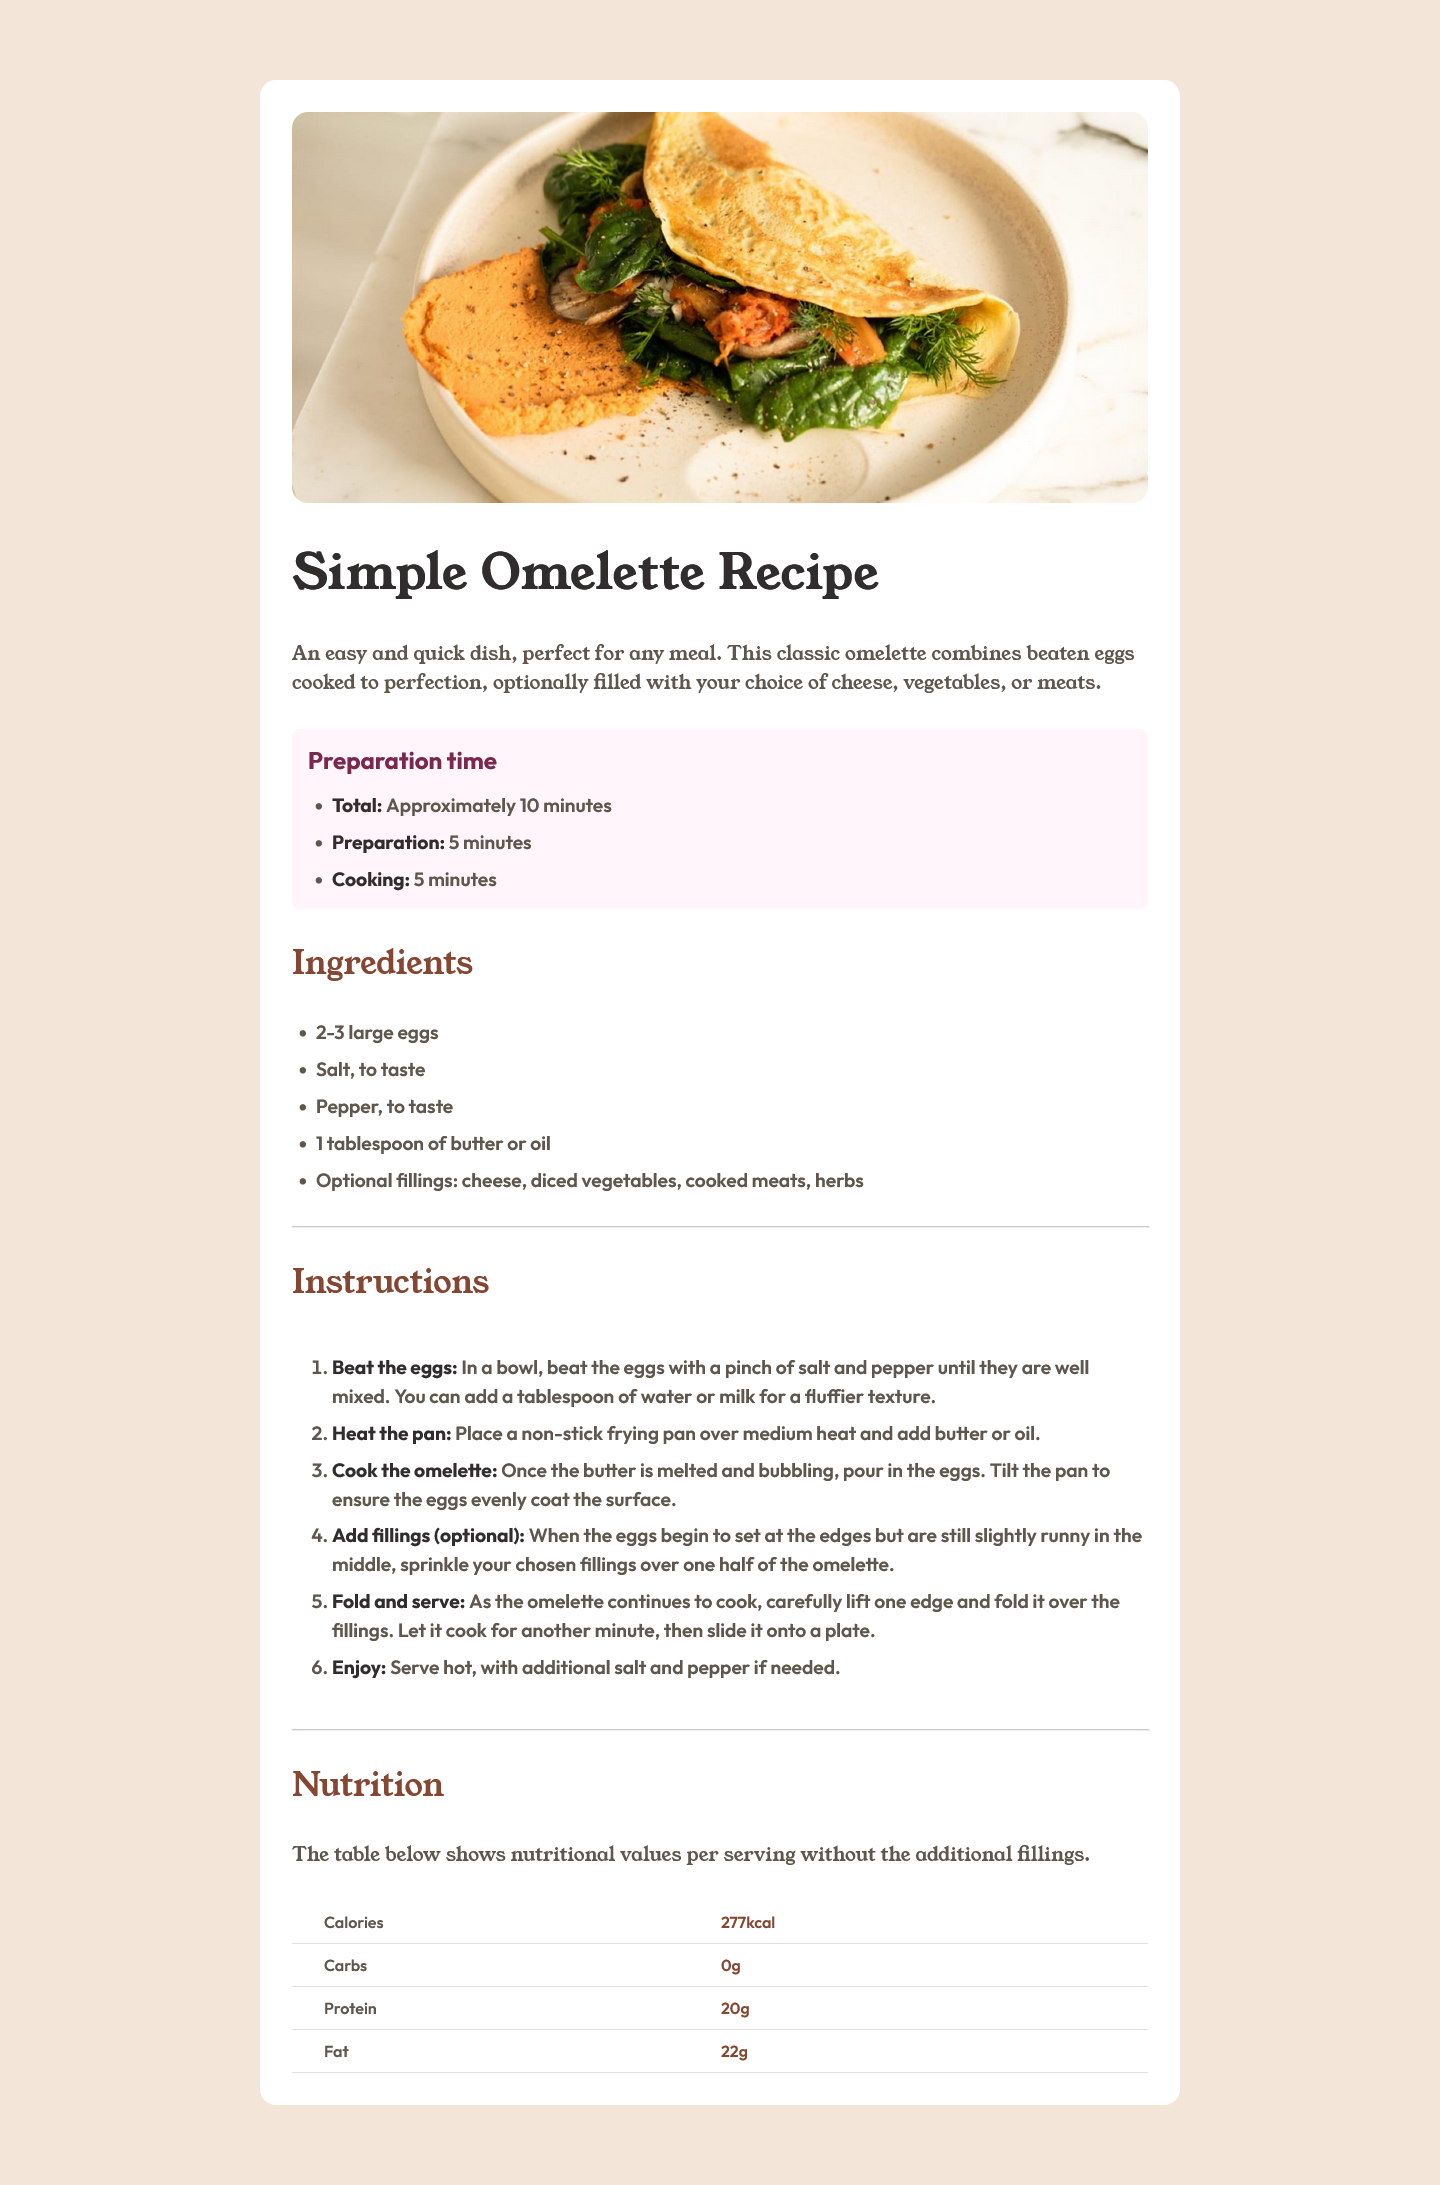 Simple Omelette Recipe
An easy and quick dish, perfect for any meal. This classic omelette combines beaten eggs
cooked to perfection, optionally filled with your choice of cheese, vegetables, or meats.
Preparation time
• Total: Approximately 10 minutes
• Preparation: 5 minutes
• Cooking: 5 minutes
Ingredients
• 2-3 large eggs
• Salt, to taste
• Pepper, to taste
• 1 tablespoon of butter or oil
• Optional fillings: cheese, diced vegetables, cooked meats, herbs
Instructions
1. Beat the eggs: In a bowl, beat the eggs with a pinch of salt and pepper until they are well
mixed. You can add a tablespoon of water or milk for a fluffier texture.
2. Heat the pan: Place a non-stick frying pan over medium heat and add butter or oil.
3. Cook the omelette: Once the butter is melted and bubbling, pour in the eggs. Tilt the pan to
ensure the eggs evenly coat the surface.
4. Add fillings (optional): When the eggs begin to set at the edges but are still slightly runny in the
middle, sprinkle your chosen fillings over one half of the omelette.
5. Fold and serve: As the omelette continues to cook, carefully lift one edge and fold it over the
fillings. Let it cook for another minute, then slide it onto a plate.
6. Enjoy: Serve hot, with additional salt and pepper if needed.
Nutrition
The table below shows nutritional values per serving without the additional fillings.
Calories 277kcal
Carbs 0g
Protein 20g
Fat 22g